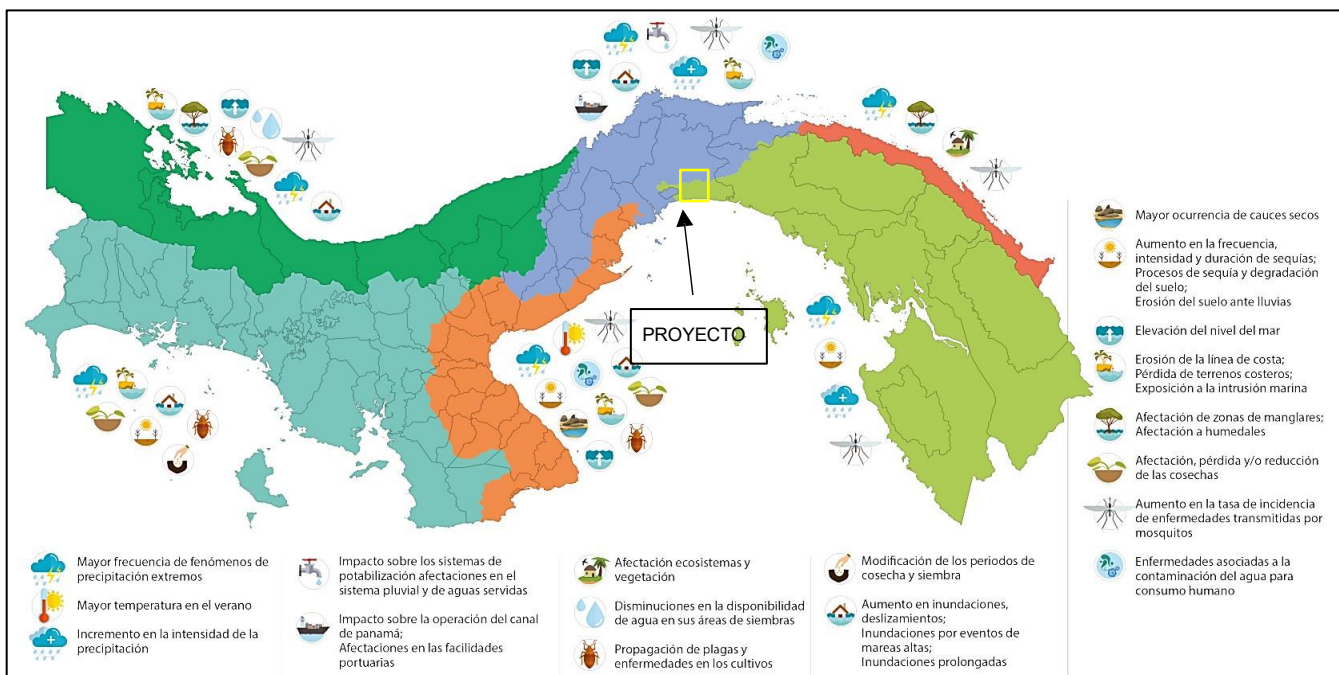 PROYECTO
Mayor ocurrencia de cauces secos
Aumento en la frecuencia,
intensidad y duración de sequías;
Procesos de sequía y degradación
del suelo;
Erosión del suelo ante lluvias
Elevación del nivel del mar
Erosión de la línea de costa;
Pérdida de terrenos costeros;
Exposición a la intrusión marina
Afectación de zonas de manglares;
Afectación a humedales
Afectación, pérdida y/o reducción
de las cosechas
Aumento en la tasa de incidencia
de enfermedades transmitidas por
mosquitos
Enfermedades asociadas a la
contaminación del agua para
consumo humano
Mayor frecuencia de fenómenos de
precipitación extremos
Mayor temperatura en el verano
Incremento en la intensidad de la
precipitación
Impacto sobre los sistemas de
potabilización afectaciones en el
sistema pluvial y de aguas servidas
Impacto sobre la operación del canal
de panamá;
Afectaciones en las facilidades
portuarias
Afectación ecosistemas y
vegetación
Disminuciones en la disponibilidad
de agua en sus áreas de siembras
Propagación de plagas y
enfermedades en los cultivos
Modificación de los periodos de
cosecha y siembra
Aumento en inundaciones,
deslizamientos;
Inundaciones por eventos de
mareas altas;
Inundaciones prolongadas